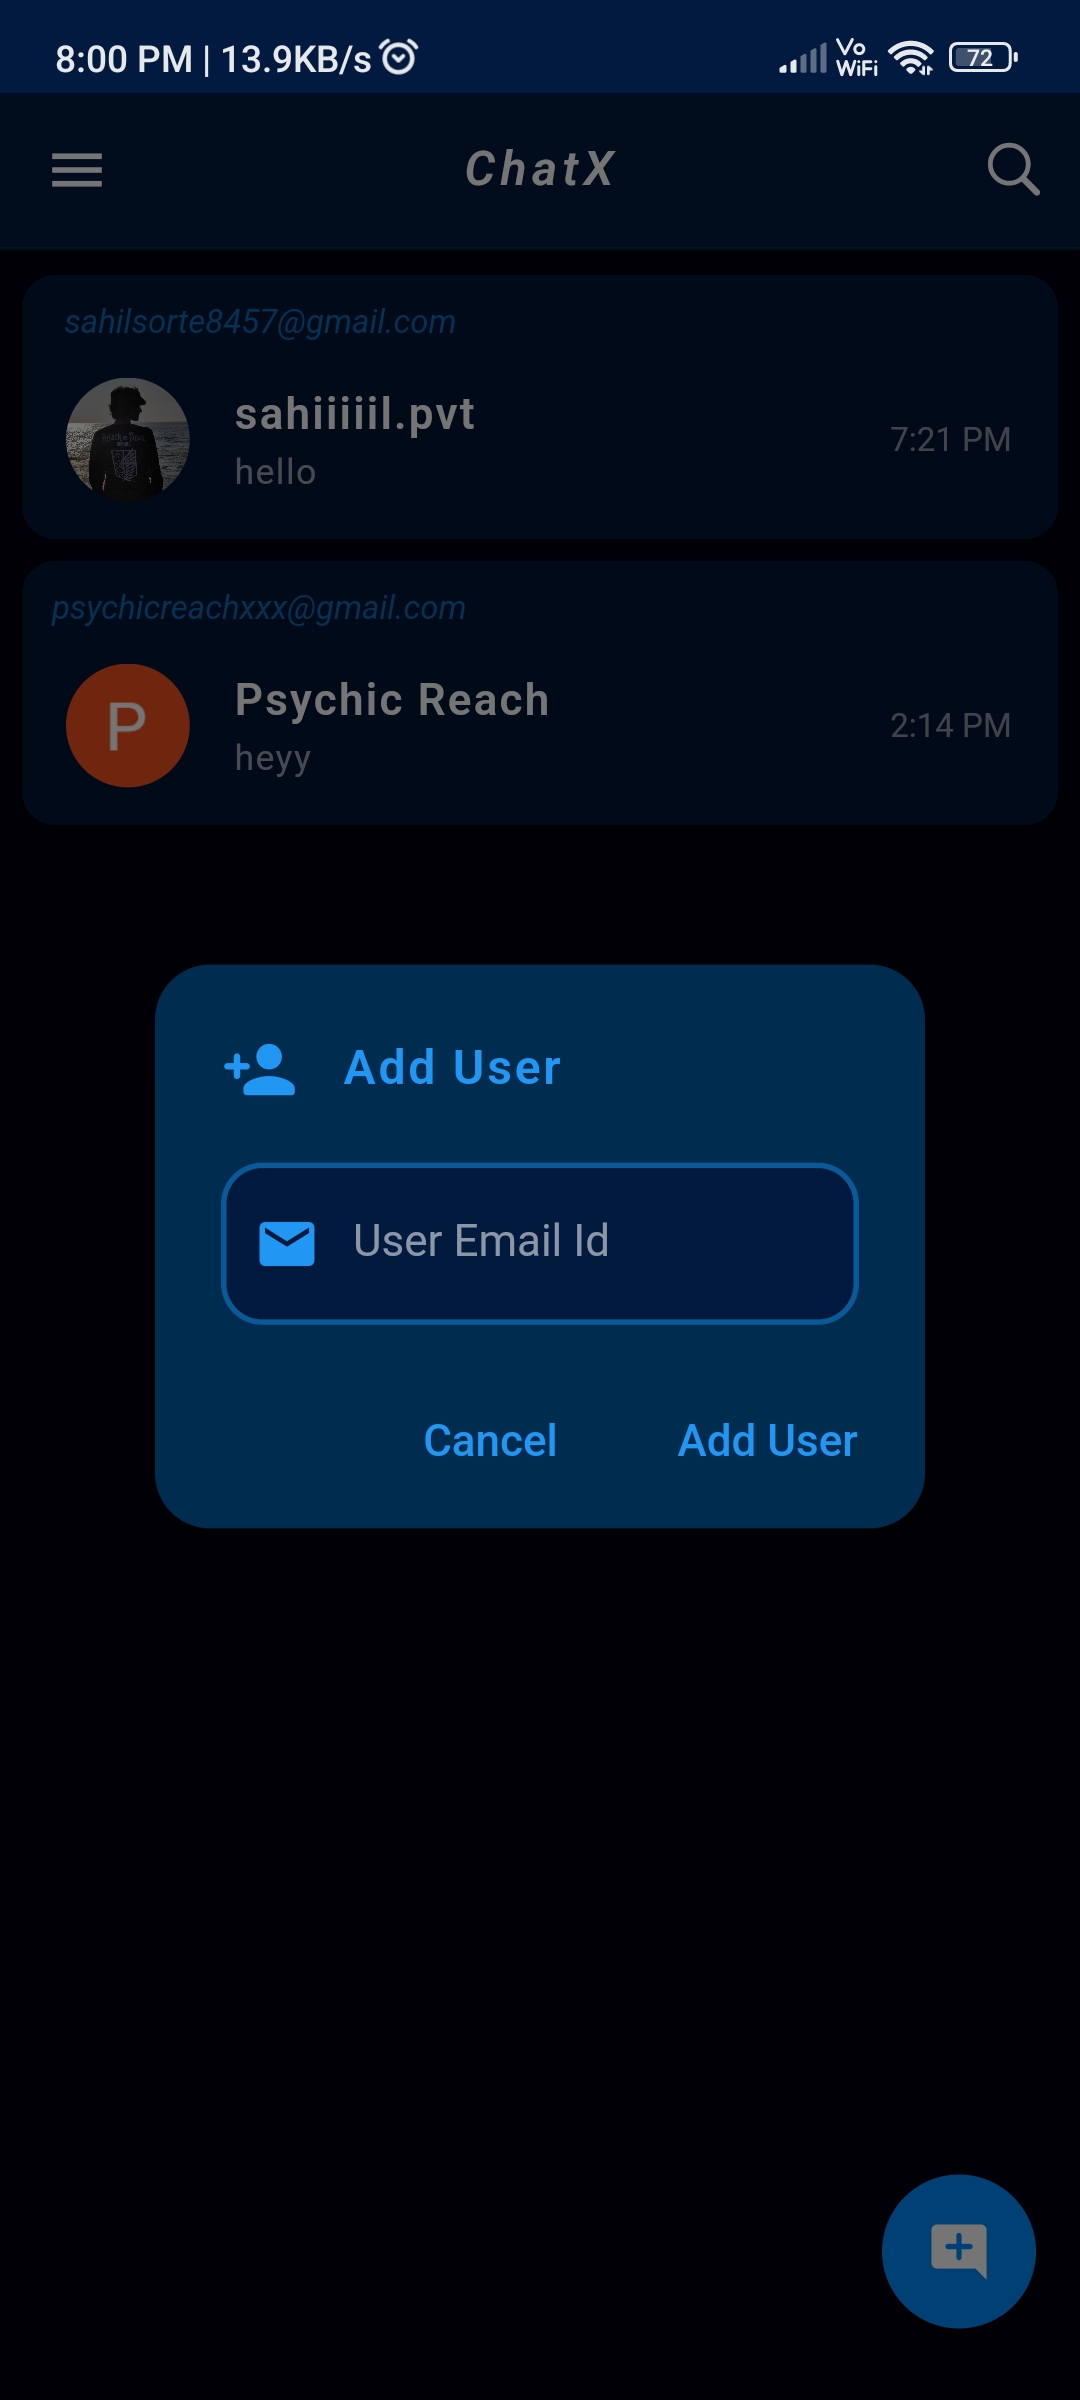 8:00 PM | 13.9KB/s
Vo
WiFi
72
ChatX
sahilsorte8457@gmail.com
sahiiiiil.pvt
hello
7:21 PM
psychicreachxxx@gmail.com
P
Psychic Reach
heyy
2:14 PM
Add User
User Email Id
Cancel
Add User